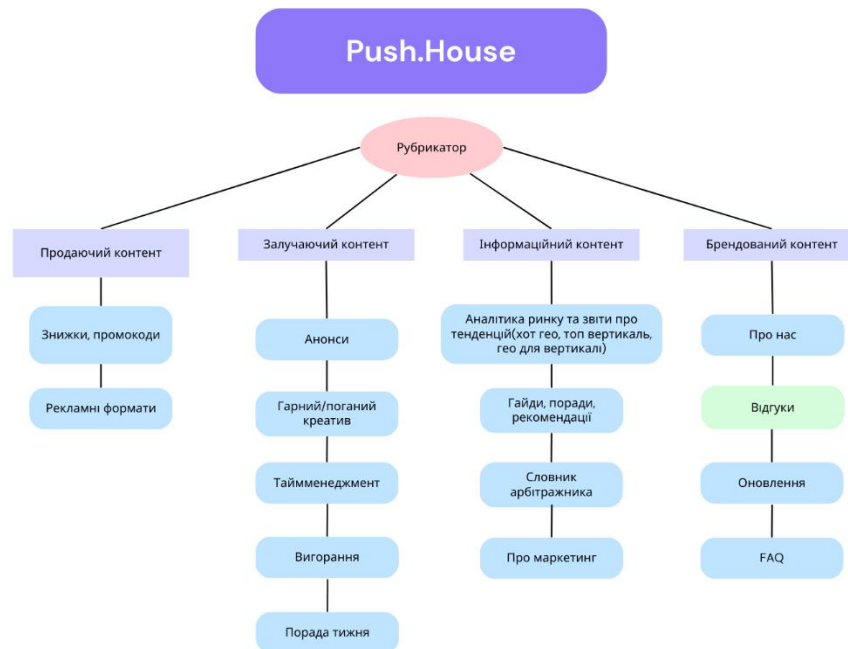 Push.House
Рубрикатор
Продаючий контент
Знижки, промокоди
Рекламні формати
Залучаючий контент
Анонси
Гарний/поганий
креатив
Таймменеджмент
Вигорання
Порада тижня
Інформаційний контент
Аналітика ринку та звіти про
тенденцій(хот гео, топ вертикаль,
гео для вертикалі)
Гайди, поради,
рекомендації
Словник
арбітражника
Про маркетинг
Брендований контент
Про нас
Відгуки
Оновлення
FAQ